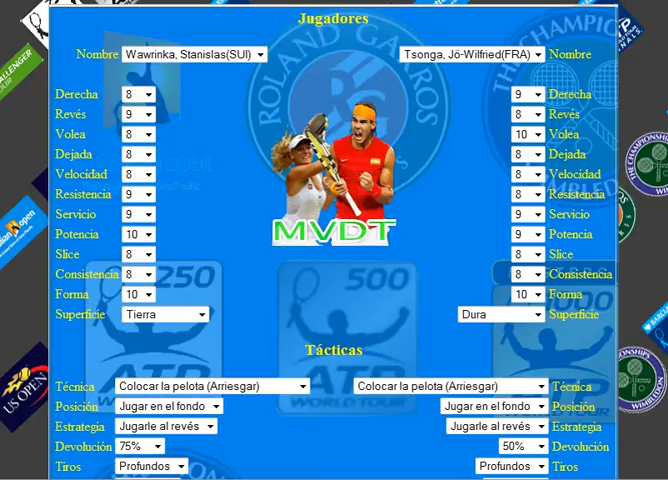 Jugadores
Nombre Wawrinka, Stanislas(SUI) Tsonga, Jö-Wilfried(FRA) Nombre
Derecha 8 9 Derecha
Revés 9 8 Revés
Volea 8 10 Volea
Dejada 8 8 Dejada
Velocidad 8 8 Velocidad
Resistencia 9 8 Resistencia
Servicio 9 9 Servicio
Potencia 10 9 Potencia
Slice 8 8 Slice
Consistencia 8 8 Consistencia
Forma 10 10 Forma
Superficie Tierra Dura Superficie
MVDT
ROLAND GARROS
RG
250
500
ATP
WORLD TOUR
Tácticas
Técnica Colocar la pelota (Arriesgar) Colocar la pelota (Arriesgar) Técnica
Posición Jugar en el fondo Jugar en el fondo Posición
Estrategia Jugarle al revés Jugarle al revés Estrategia
Devolución 75% 50% Devolución
Tiros Profundos Profundos Tiros
US OPEN